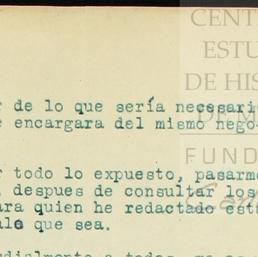 CENT
ESTU
DE HIS
DE M
FUND
r de lo que sería necesari
e encargara del mismo nego-
r todo lo expuesto, pasarme
despues de consultar los
ara quien he redactado est
que sea.